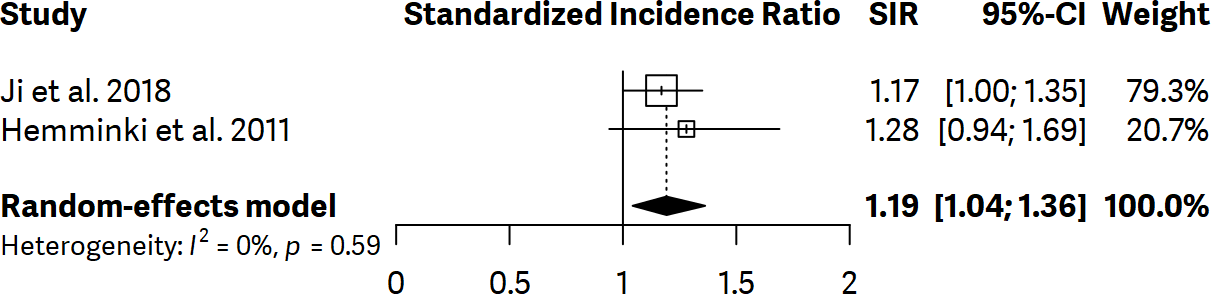 Study Standardized Incidence Ratio SIR 95%-CI Weight
Ji et al. 2018 1.17 [1.00; 1.35] 79.3%
Hemminki et al. 2011 1.28 [0.94; 1.69] 20.7%
Random-effects model 1.19 [1.04; 1.36] 100.0%
Heterogeneity: I² = 0%, p = 0.59
0 0.5 1 1.5 2